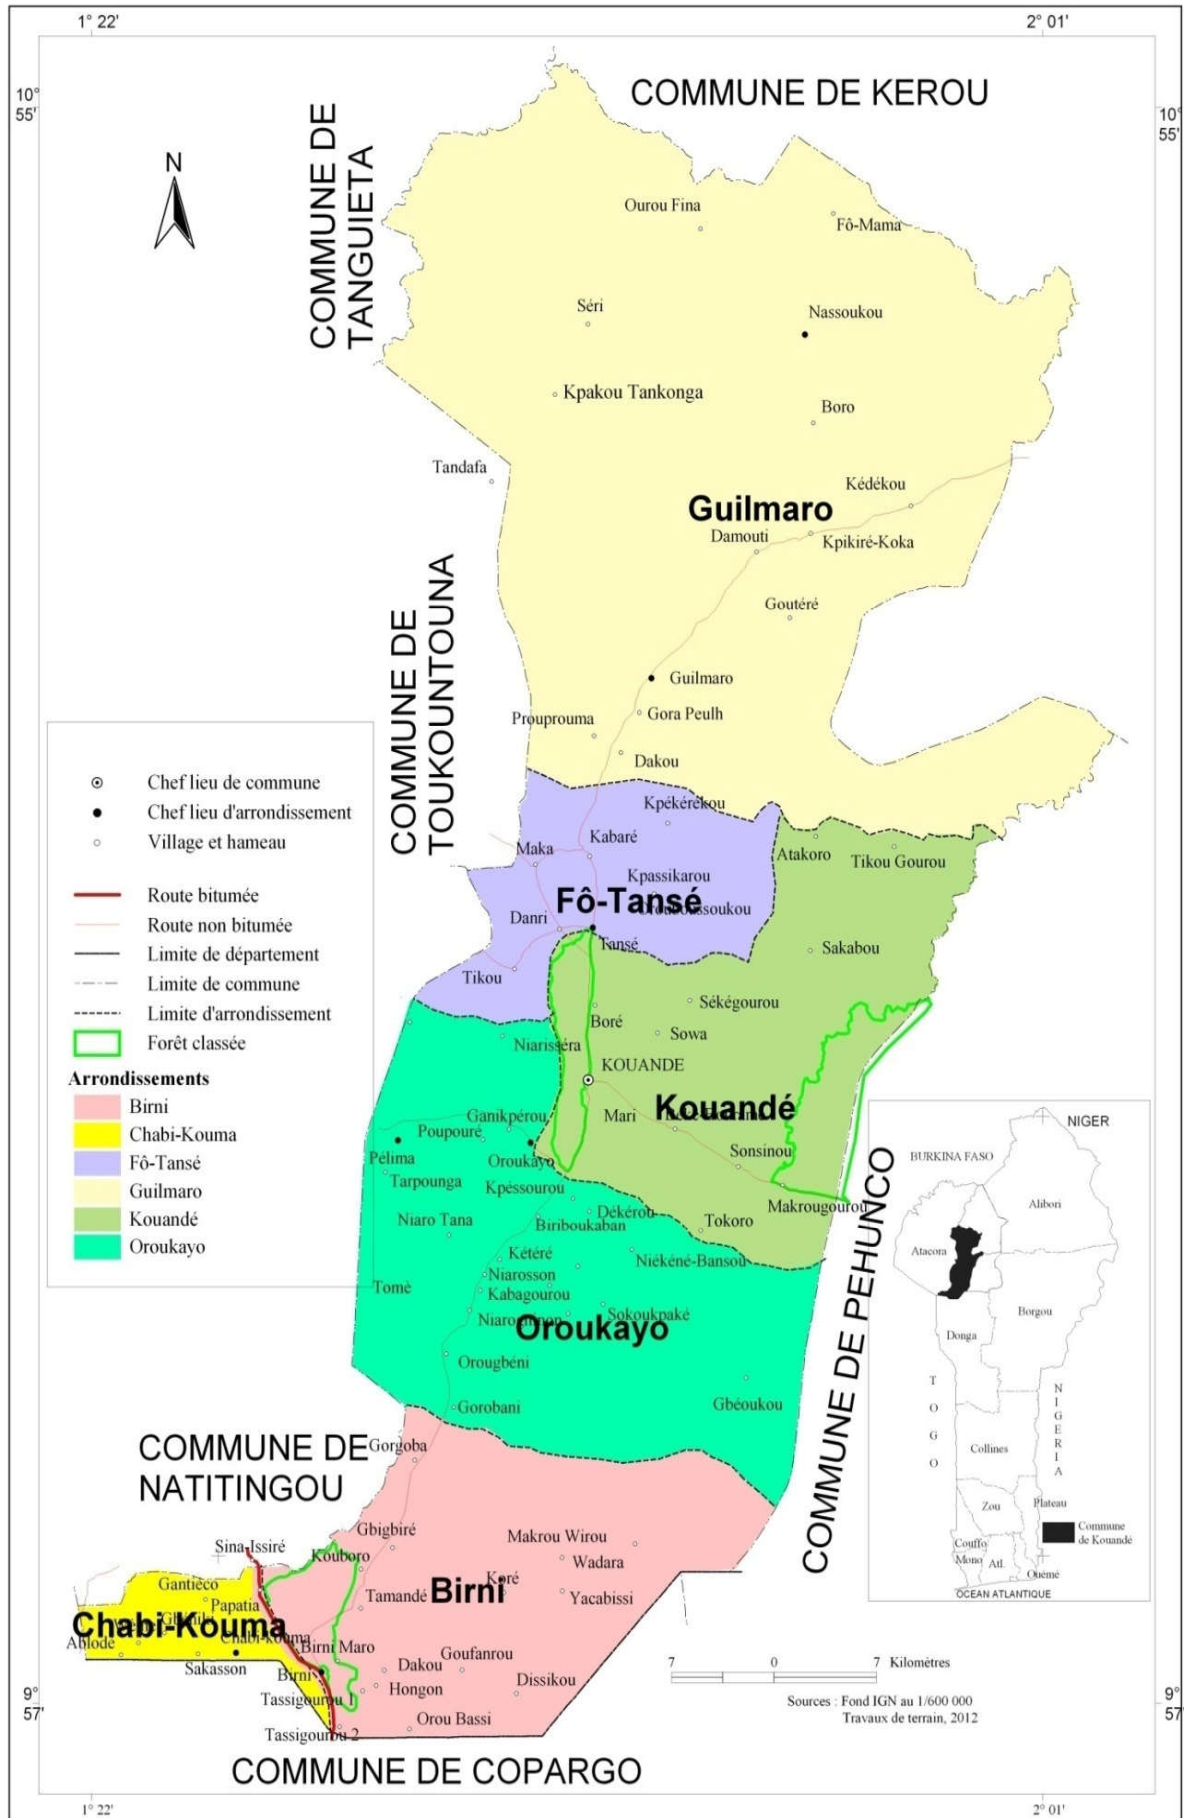 1° 22'
2° 01'
10°
55'
10°
55'
COMMUNE DE KEROU
COMMUNE DE
TANGUIETA
N
Ourou Fina
Fô-Mama
Séri
Nassoukou
Kpakou Tankonga
Boro
Tandafa
Kédékou
Guilmaro
Damouti
Kpikiré-Koka
COMMUNE DE
TOUKOUNTOUNA
Goutéré
Guilmaro
Gora Peulh
Prouprouma
Dakou
Chef lieu de commune
Chef lieu d'arrondissement
Village et hameau
Route bitumée
Route non bitumée
Limite de département
Limite de commune
Limite d'arrondissement
Forêt classée
Arrondissements
Birni
Chabi-Kouma
Fô-Tansé
Guilmaro
Kouandé
Oroukayo
Kpékérékou
Kabaré
Maka
Atakoro
Tikou Gourou
Kpassikarou
Fô-Tansé
Danri
Tansé
Sakabou
Tikou
Sékégourou
Boré
Sowa
Niarisséra
KOUANDE
Kouandé
Mari
Ganikpérou
Poupouré
Sonsinou
Pélima
Oroukayo
Tarpounga
Kpéssourou
Makrougourou
Dékérou
Niaro Tana
Biriboukaban
Tokoro
Kétéré
Niékéné-Bansou
Niarosson
Tomè
Kabagourou
Sokoukpaké
Oroukayo
Orougbéni
Gbéoukou
Gorobani
COMMUNE DE PEHUNCO
COMMUNE DE
NATITINGOU
Gorgoba
Gbigbiré
Makrou Wirou
Sina-Issiré
Kouboro
Wadara
Gantiéco
Koré
Birni
Tamandé
Yacabissi
Papatia
Chabi-Kouma
Chabi-kouma
Ablodé
Birni Maro
Sakasson
Goufanrou
Dakou
Birni
Hongon
Dissikou
Tassigourou 1
Orou Bassi
Tassigourou 2
COMMUNE DE COPARGO
NIGER
BURKINA FASO
Alibori
Atacora
Borgou
Donga
TOGO
NIGERIA
Collines
Zou
Plateau
Commune
de Kouandé
Couffo
Mono
Atl.
Ouémé
OCEAN ATLANTIQUE
7 0 7 Kilomètres
Sources : Fond IGN au 1/600 000
Travaux de terrain, 2012
9°
57'
9°
57'
1° 22'
2° 01'